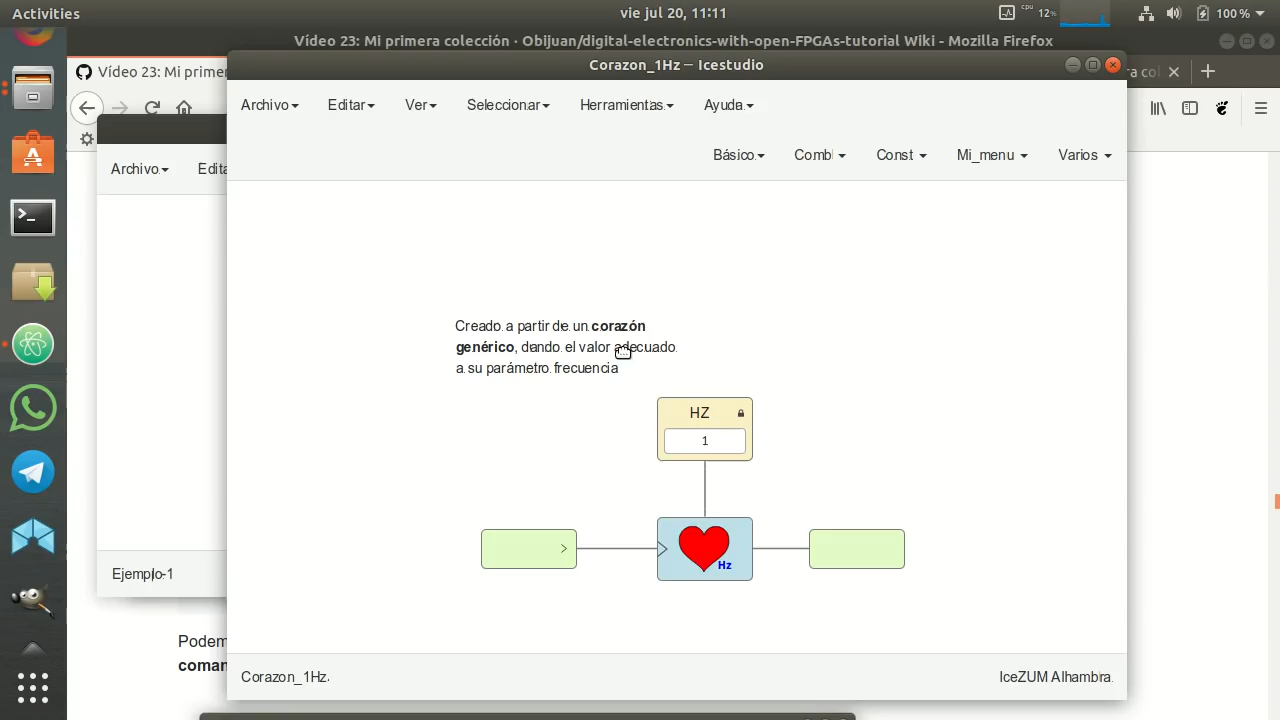 Activities
vie jul 20, 11:11
cpu
12%
100 %
Vídeo 23: Mi primera colección · Obijuan/digital-electronics-with-open-FPGAs-tutorial Wiki - Mozilla Firefox
Vídeo 23: Mi primer
ra col
Corazon_1Hz – Icestudio
Archivo Editar Ver Seleccionar Herramientas Ayuda
Básico Combi Const Mi_menu Varios
Archivo Edita
Creado a partir de un corazón
genérico, dando el valor adecuado
a su parámetro frecuencia
HZ
1
Hz
Ejemplo-1
Podem
coman
Corazon_1Hz
IceZUM Alhambra